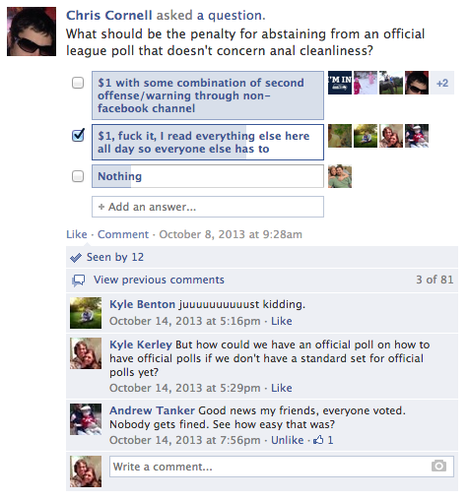 Chris Cornell asked a question.
What should be the penalty for abstaining from an official
league poll that doesn't concern anal cleanliness?
$1 with some combination of second
offense/warning through non-
facebook channel
I'M IN
+2
$1, fuck it, I read everything else here
all day so everyone else has to
Nothing
+ Add an answer...
Like · Comment · October 8, 2013 at 9:28am
Seen by 12
View previous comments
3 of 81
Kyle Benton juuuuuuuuuust kidding.
October 14, 2013 at 5:16pm · Like
Kyle Kerley But how could we have an official poll on how to
have official polls if we don't have a standard set for official
polls yet?
October 14, 2013 at 5:29pm · Like
Andrew Tanker Good news my friends, everyone voted.
Nobody gets fined. See how easy that was?
October 14, 2013 at 7:56pm · Unlike · 1
Write a comment...